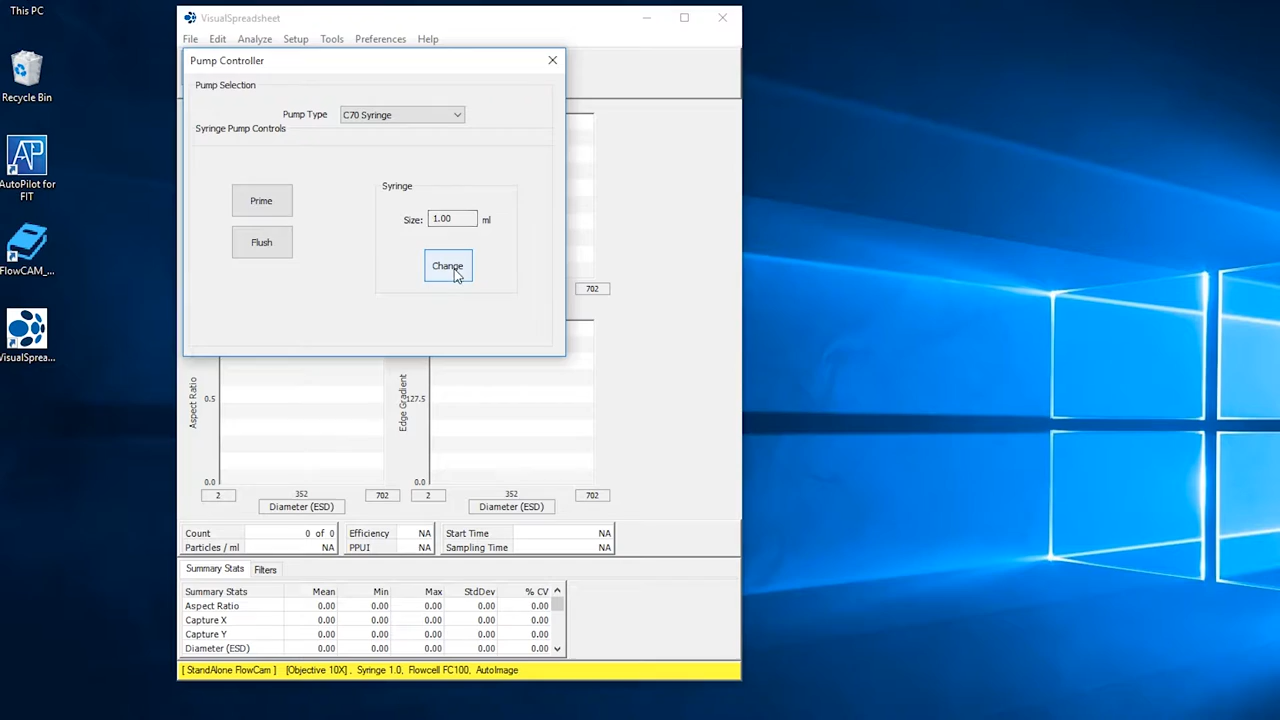 This PC
Recycle Bin
AutoPilot for
FIT
FlowCAM_...
VisualSprea...
VisualSpreadsheet
File Edit Analyze Setup Tools Preferences Help
Pump Controller
Pump Selection
Pump Type C70 Syringe
Syringe Pump Controls
Prime
Flush
Syringe
Size: 1.00 ml
Change
702
Aspect Ratio
0.5
0.0
2 352 702
Diameter (ESD)
Edge Gradient
127.5
0.0
2 352 702
Diameter (ESD)
Count 0 of 0 Efficiency NA Start Time NA
Particles / ml NA PPUI NA Sampling Time NA
Summary Stats Filters
Summary Stats Mean Min Max StdDev % CV
Aspect Ratio 0.00 0.00 0.00 0.00 0.00
Capture X 0.00 0.00 0.00 0.00 0.00
Capture Y 0.00 0.00 0.00 0.00 0.00
Diameter (ESD) 0.00 0.00 0.00 0.00 0.00
[ StandAlone FlowCam ] [Objective 10X] , Syringe 1.0, Flowcell FC100, AutoImage